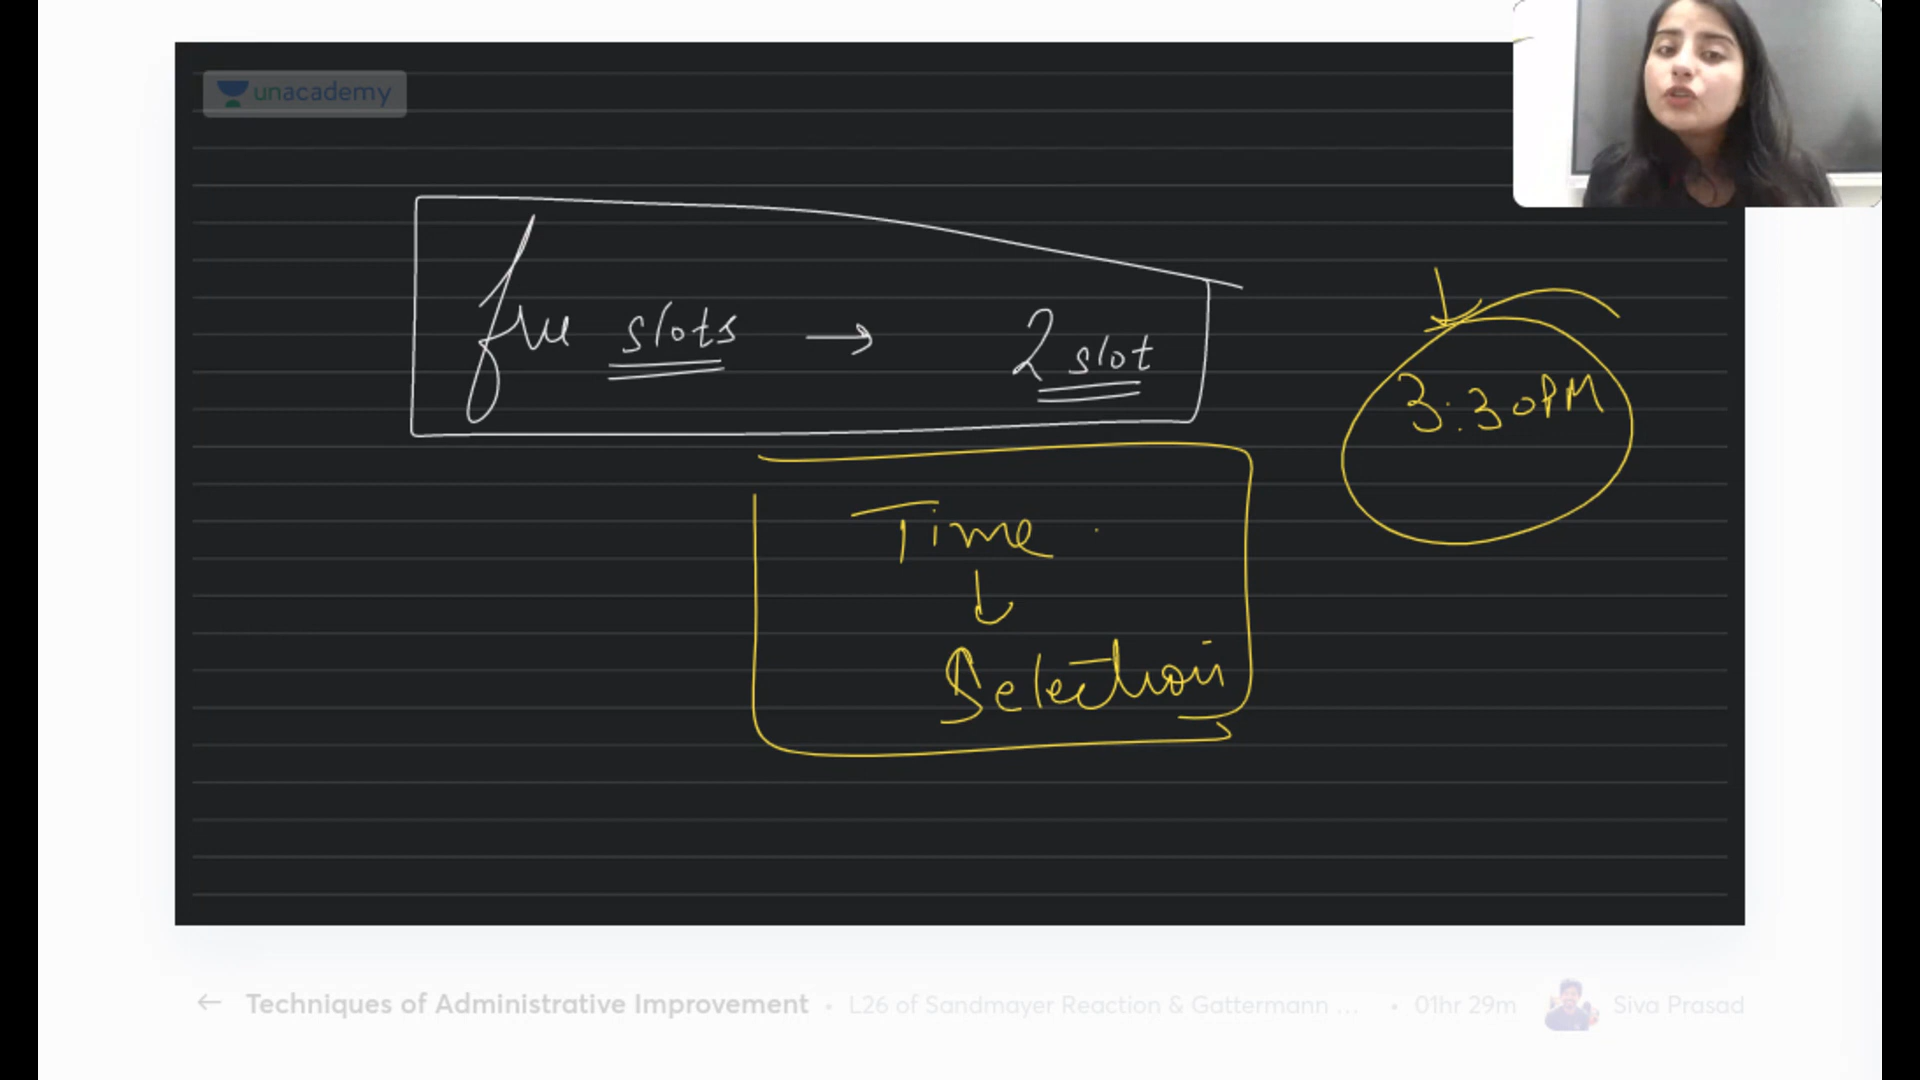 unacademy
free slots → 2 slot
3:30PM
Time
↓
Selection
← Techniques of Administrative Improvement • L26 of Sandmayer Reaction & Gattermann ... • 01hr 29m Siva Prasad